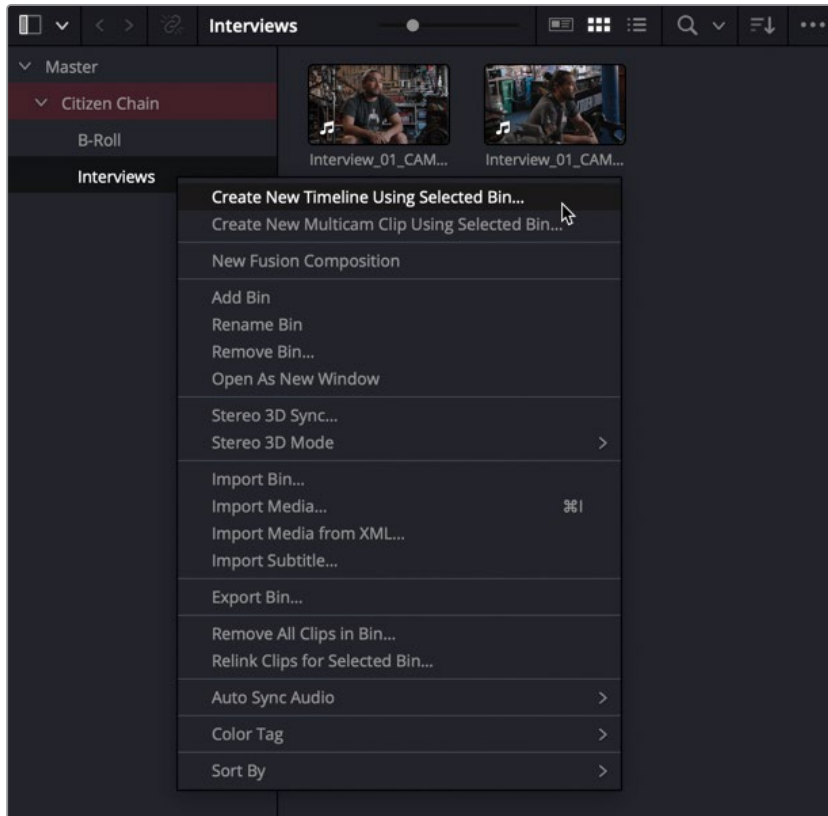 Interviews
Master
Citizen Chain
B-Roll
Interviews
Interview_01_CAM...
Interview_01_CAM...
Create New Timeline Using Selected Bin...
Create New Multicam Clip Using Selected Bin...
New Fusion Composition
Add Bin
Rename Bin
Remove Bin...
Open As New Window
Stereo 3D Sync...
Stereo 3D Mode
Import Bin...
Import Media... ⌘I
Import Media from XML...
Import Subtitle...
Export Bin...
Remove All Clips in Bin...
Relink Clips for Selected Bin...
Auto Sync Audio
Color Tag
Sort By